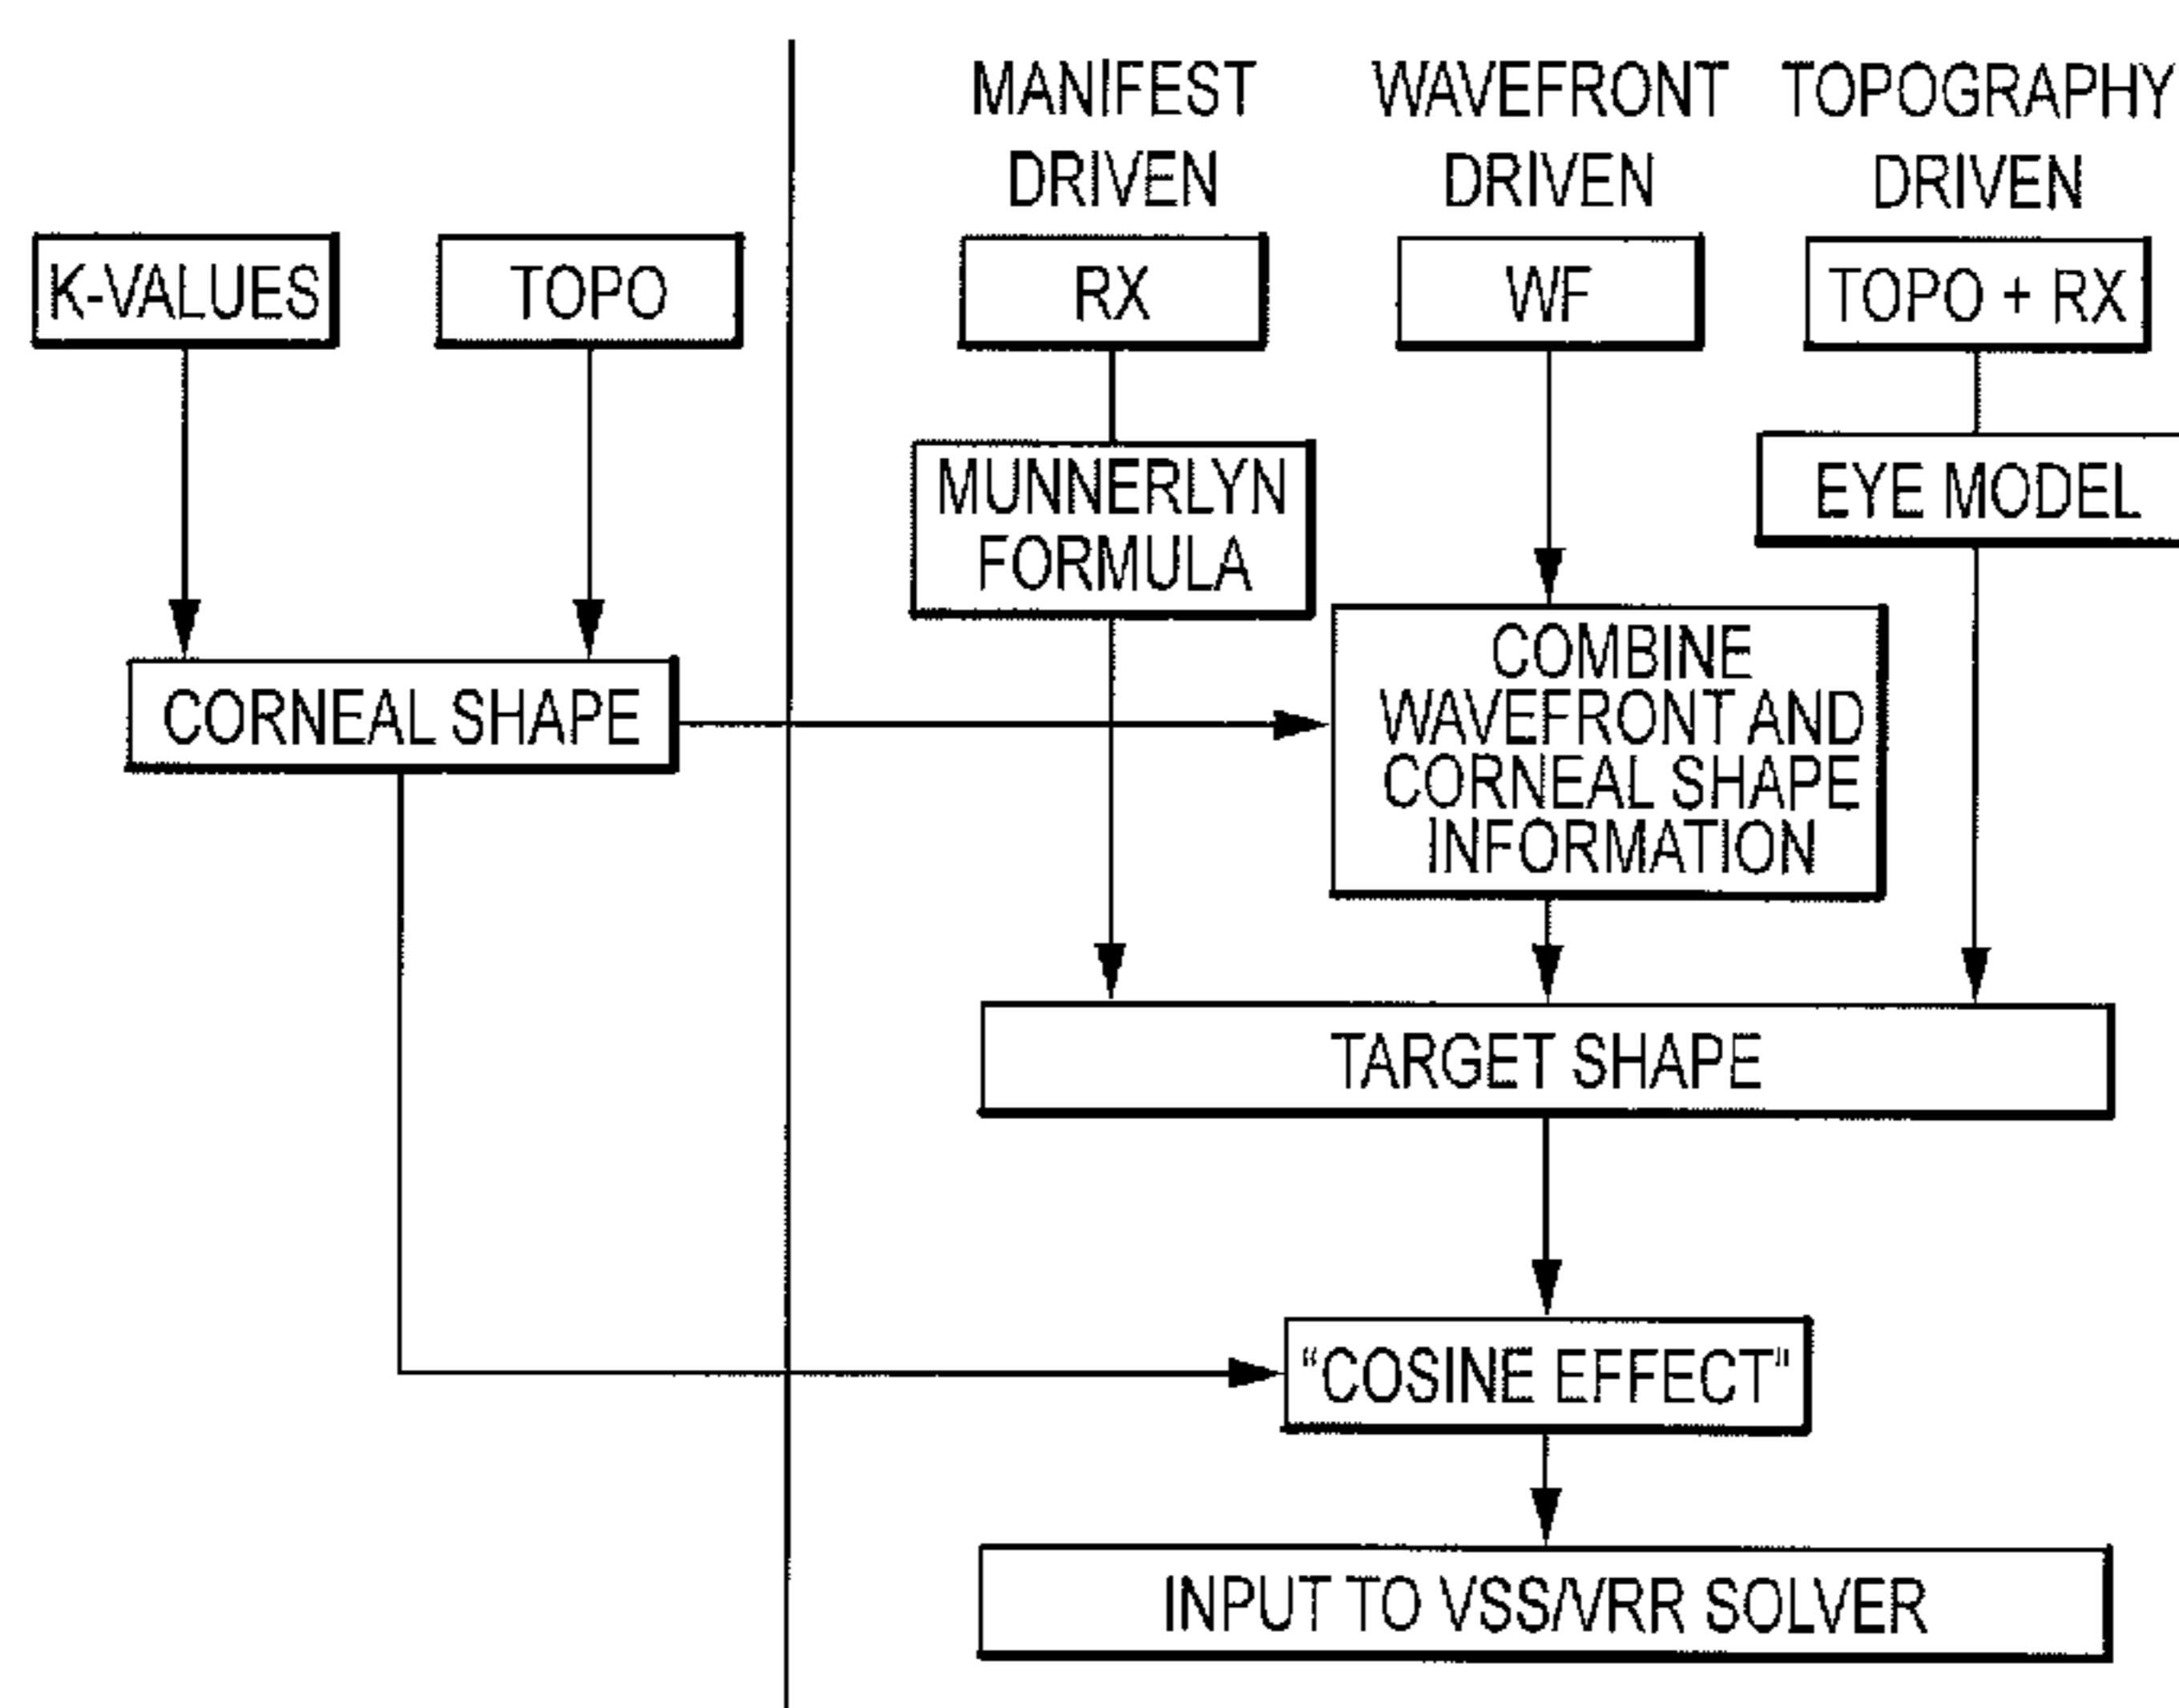 MANIFEST
DRIVEN
WAVEFRONT
DRIVEN
TOPOGRAPHY
DRIVEN
K-VALUES
TOPO
RX
WF
TOPO + RX
MUNNERLYN
FORMULA
EYE MODEL
CORNEAL SHAPE
COMBINE
WAVEFRONT AND
CORNEAL SHAPE
INFORMATION
TARGET SHAPE
"COSINE EFFECT"
INPUT TO VSS/VRR SOLVER